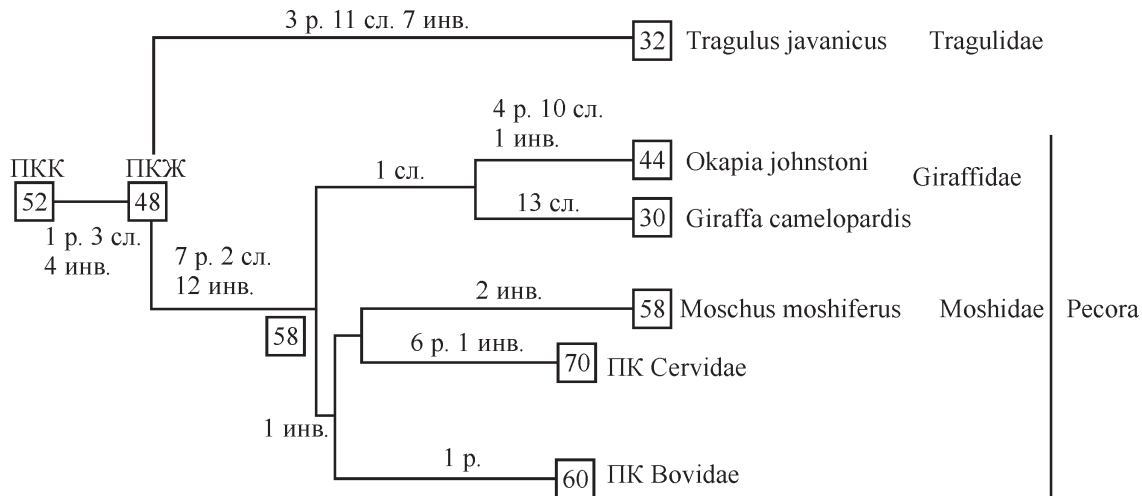 3 р. 11 сл. 7 инв.
32 Tragulus javanicus Tragulidae
4 р. 10 сл.
1 инв.
ПКК ПКЖ
1 сл.
44 Okapia johnstoni
Giraffidae
52 48
13 сл.
30 Giraffa camelopardis
1 р. 3 сл.
4 инв.
7 р. 2 сл.
12 инв.
2 инв.
58 Moschus moshiferus Moshidae Pecora
58
6 р. 1 инв.
70 ПК Cervidae
1 инв.
1 р.
60 ПК Bovidae